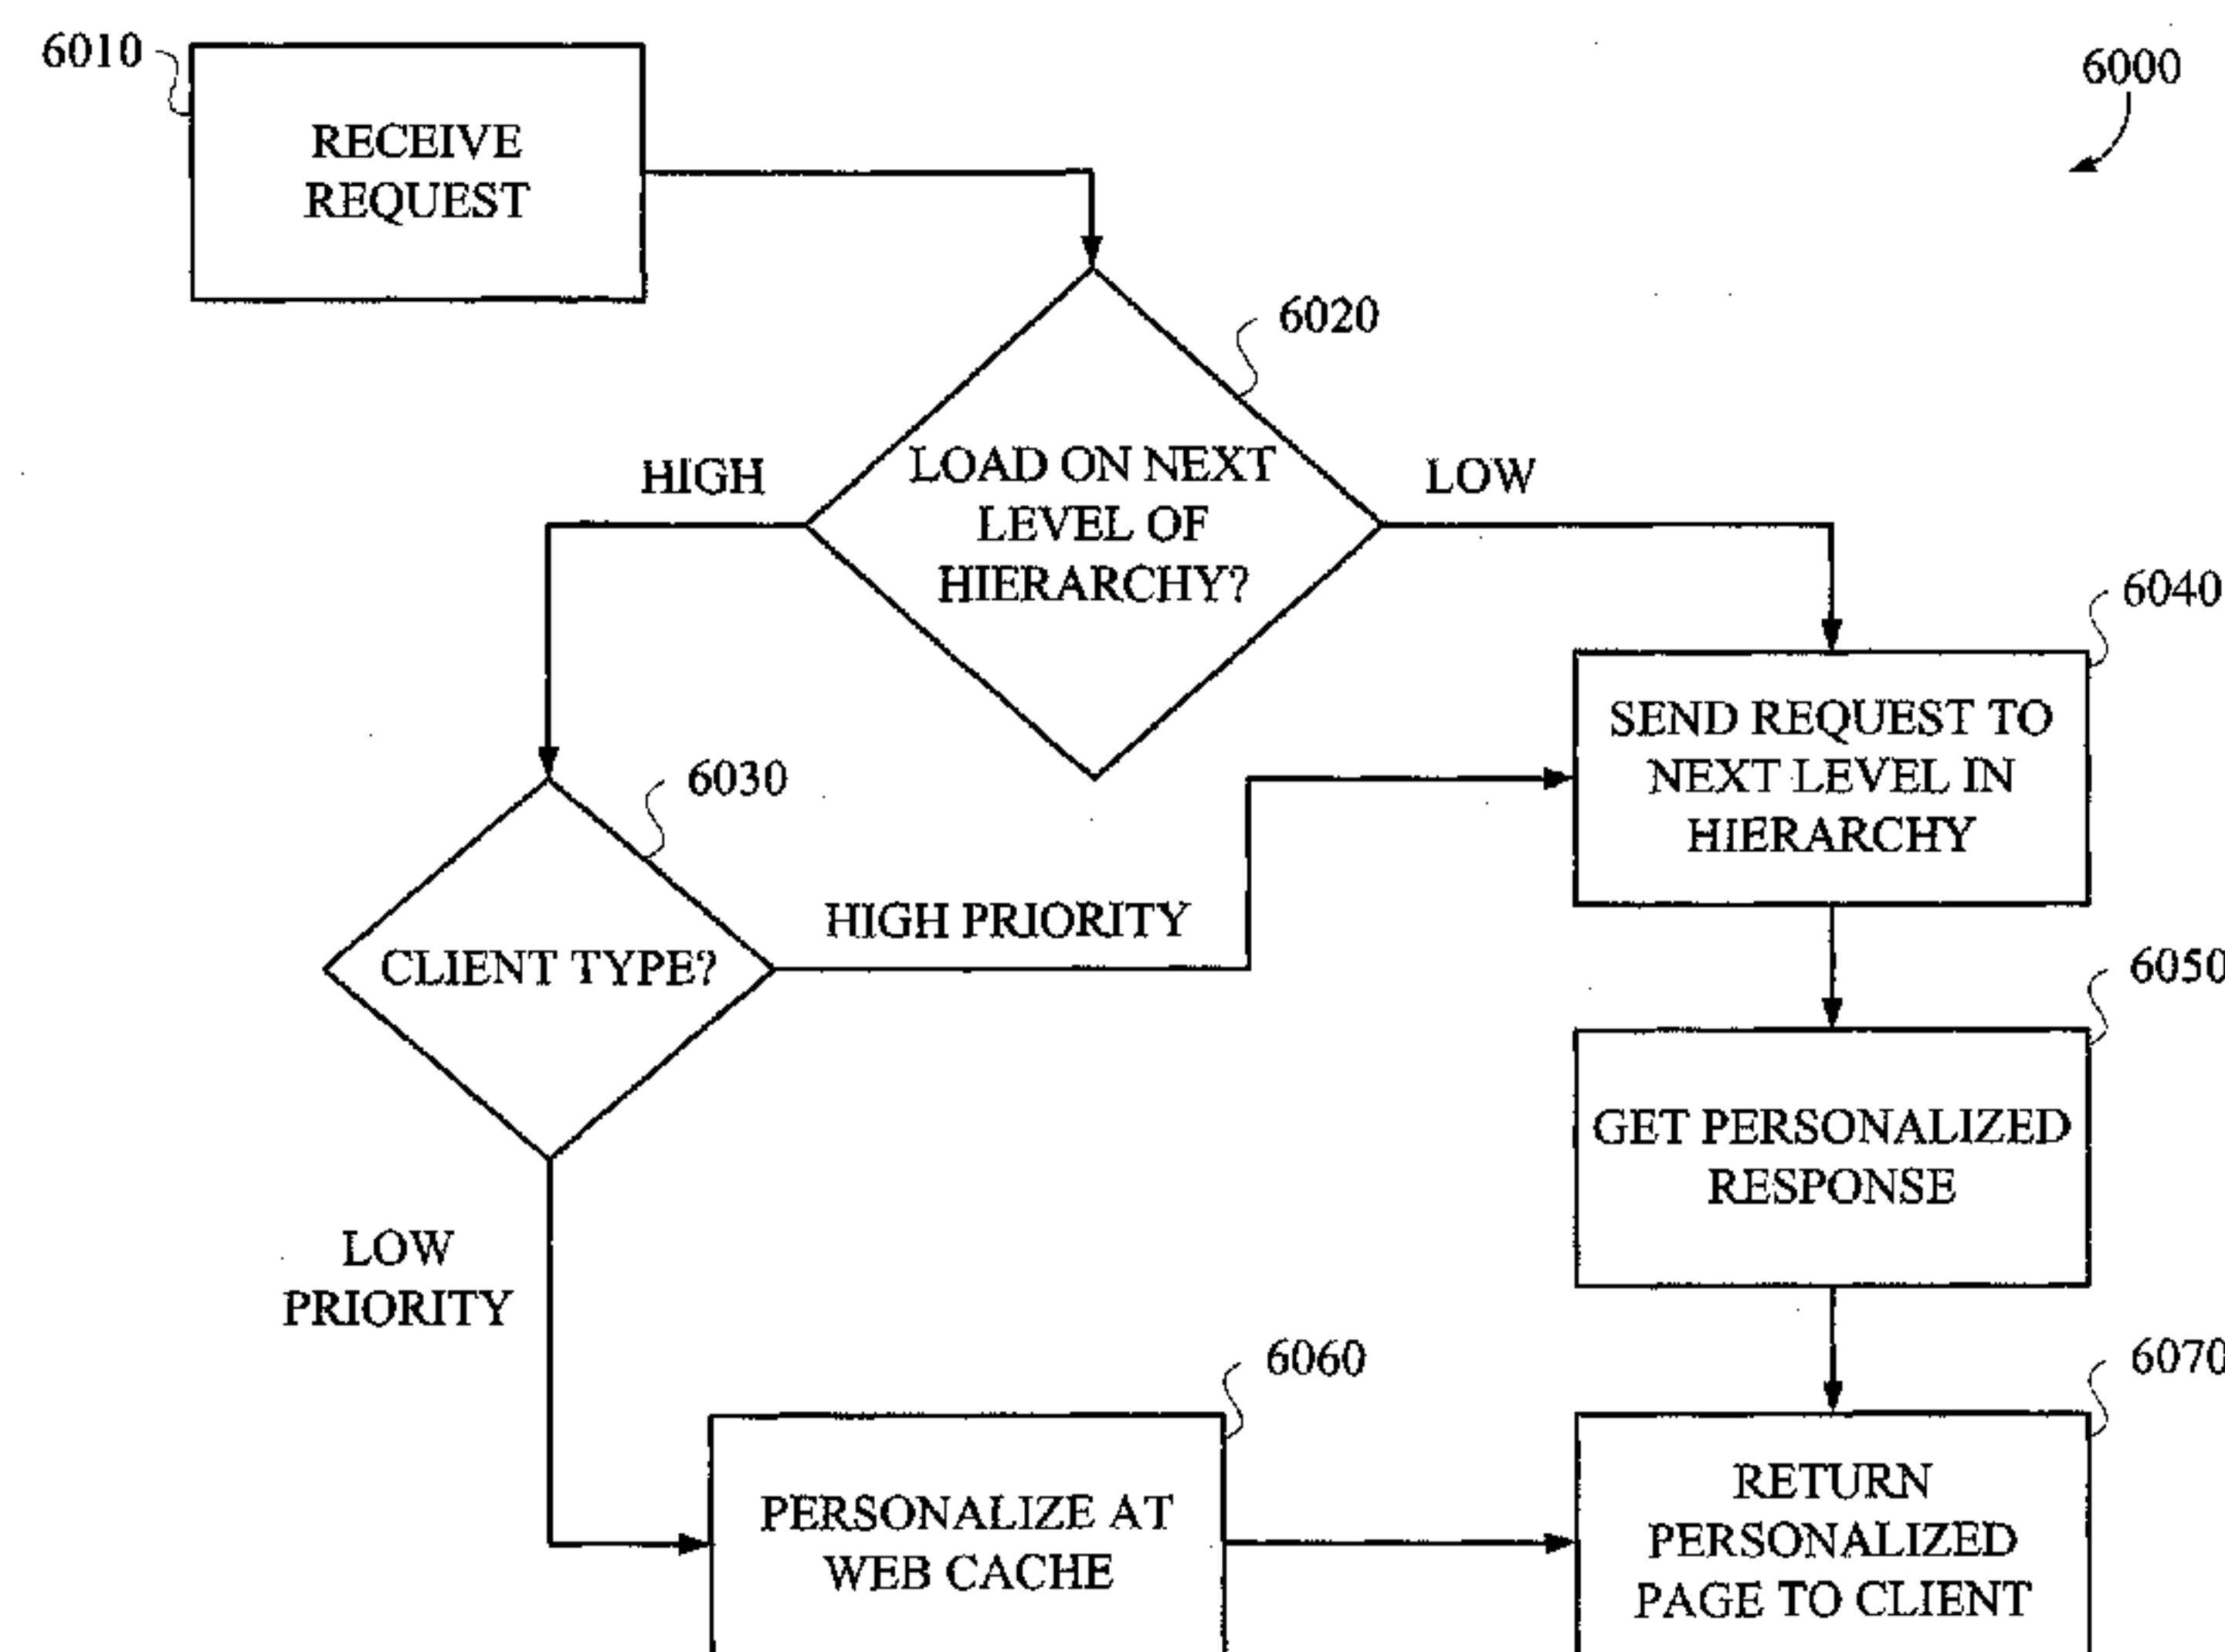 6010
RECEIVE
REQUEST
6000
6020
LOAD ON NEXT
LEVEL OF
HIERARCHY?
HIGH
LOW
6040
SEND REQUEST TO
NEXT LEVEL IN
HIERARCHY
6030
CLIENT TYPE?
HIGH PRIORITY
6050
GET PERSONALIZED
RESPONSE
LOW
PRIORITY
6060
PERSONALIZE AT
WEB CACHE
6070
RETURN
PERSONALIZED
PAGE TO CLIENT